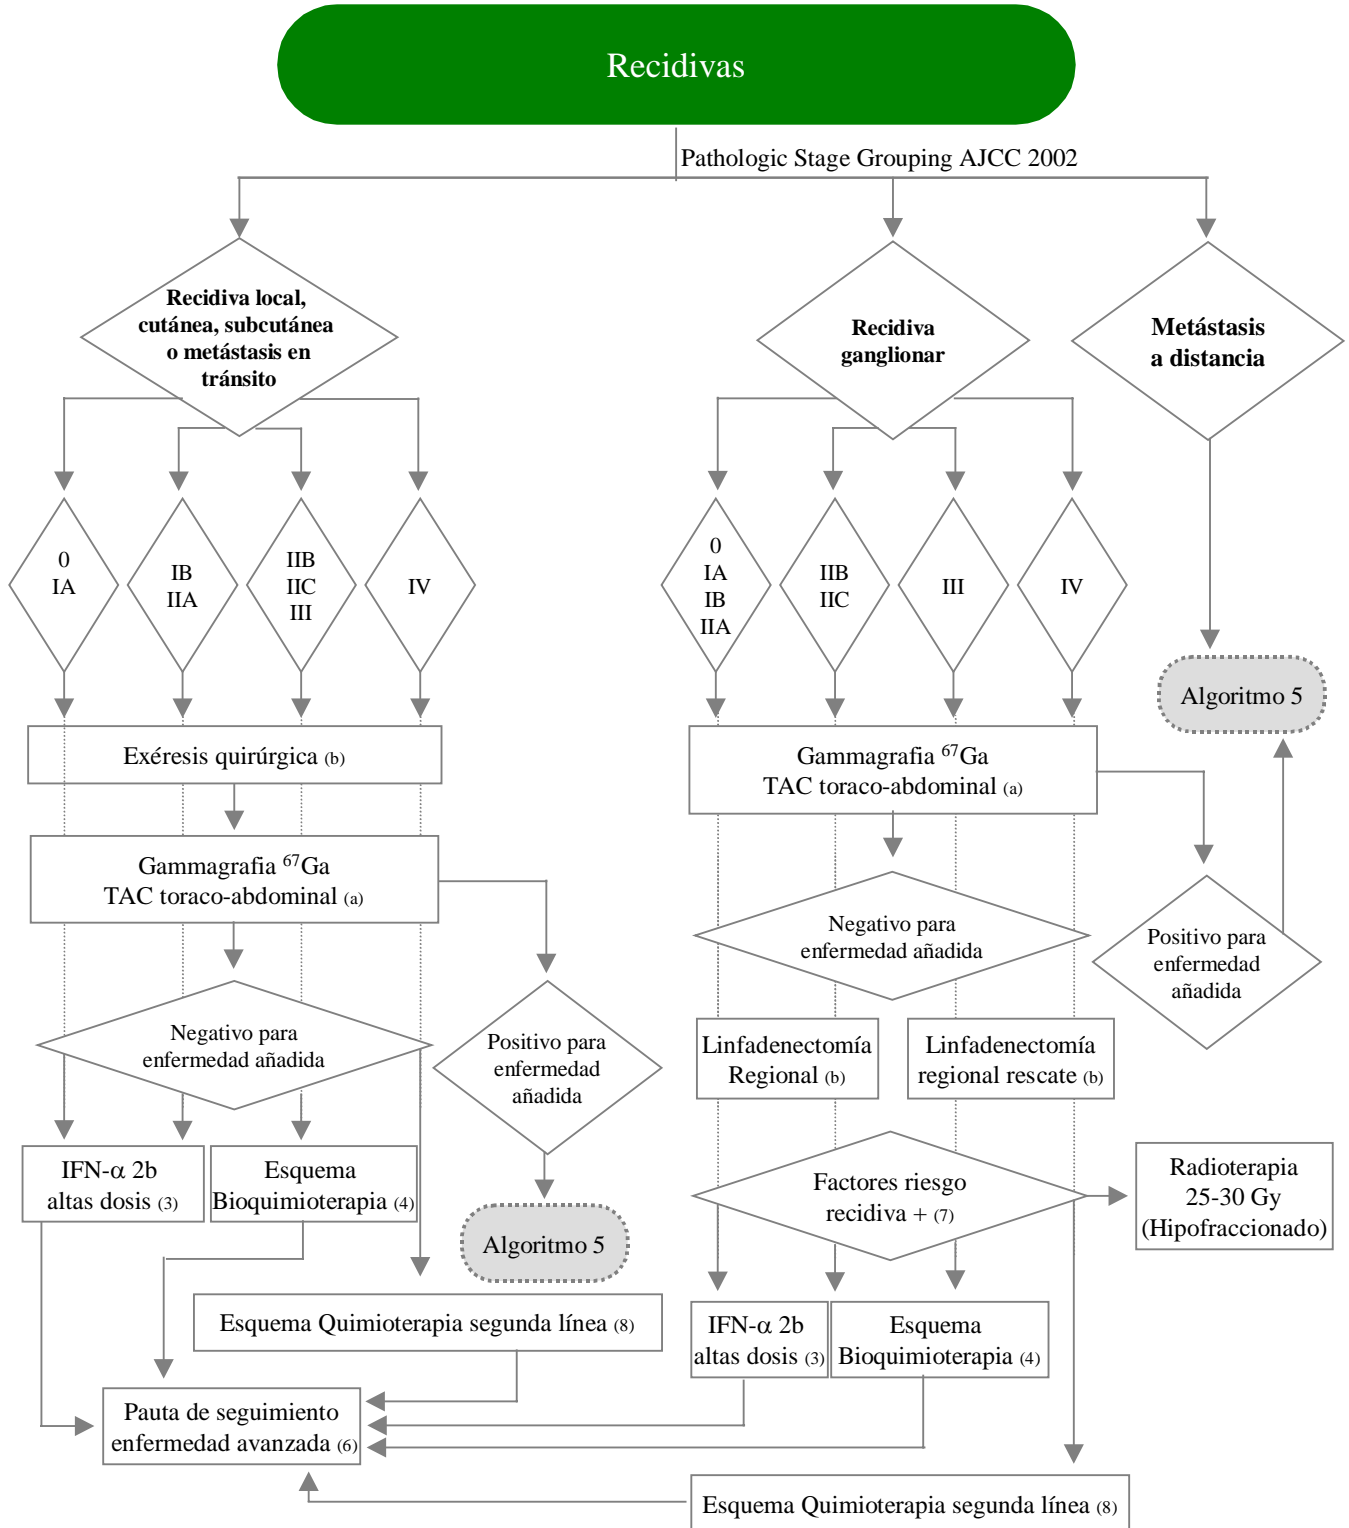 Recidivas
Pathologic Stage Grouping AJCC 2002
Recidiva local,
cutánea, subcutánea
o metástasis en
tránsito
Recidiva
ganglionar
Metástasis
a distancia
0
IA
IB
IIA
IIB
IIC
III
IV
0
IA
IB
IIA
IIB
IIC
III
IV
Algoritmo 5
Exéresis quirúrgica (b)
Gammagrafia ⁶⁷Ga
TAC toraco-abdominal (a)
Gammagrafia ⁶⁷Ga
TAC toraco-abdominal (a)
Negativo para
enfermedad añadida
Positivo para
enfermedad
añadida
Negativo para
enfermedad añadida
Positivo para
enfermedad
añadida
Linfadenectomía
Regional (b)
Linfadenectomía
regional rescate (b)
IFN-α 2b
altas dosis (3)
Esquema
Bioquimioterapia (4)
Algoritmo 5
Factores riesgo
recidiva + (7)
Radioterapia
25-30 Gy
(Hipofraccionado)
Esquema Quimioterapia segunda línea (8)
IFN-α 2b
altas dosis (3)
Esquema
Bioquimioterapia (4)
Pauta de seguimiento
enfermedad avanzada (6)
Esquema Quimioterapia segunda línea (8)